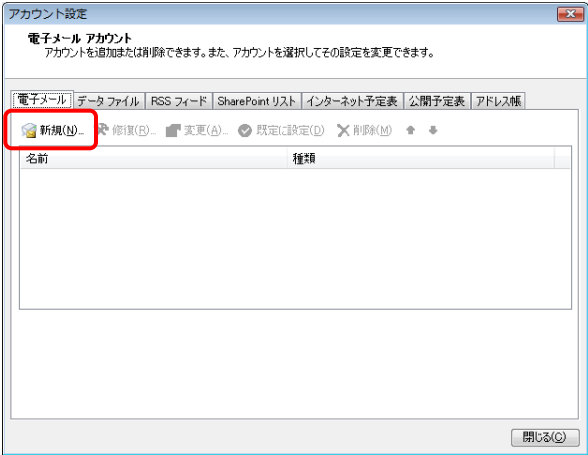 アカウント設定
電子メール アカウント
アカウントを追加または削除できます。また、アカウントを選択してその設定を変更できます。
電子メール データ ファイル RSS フィード SharePoint リスト インターネット予定表 公開予定表 アドレス帳
新規(N)... 修復(R)... 変更(A)... 既定に設定(D) 削除(M)
名前 種類
閉じる(C)